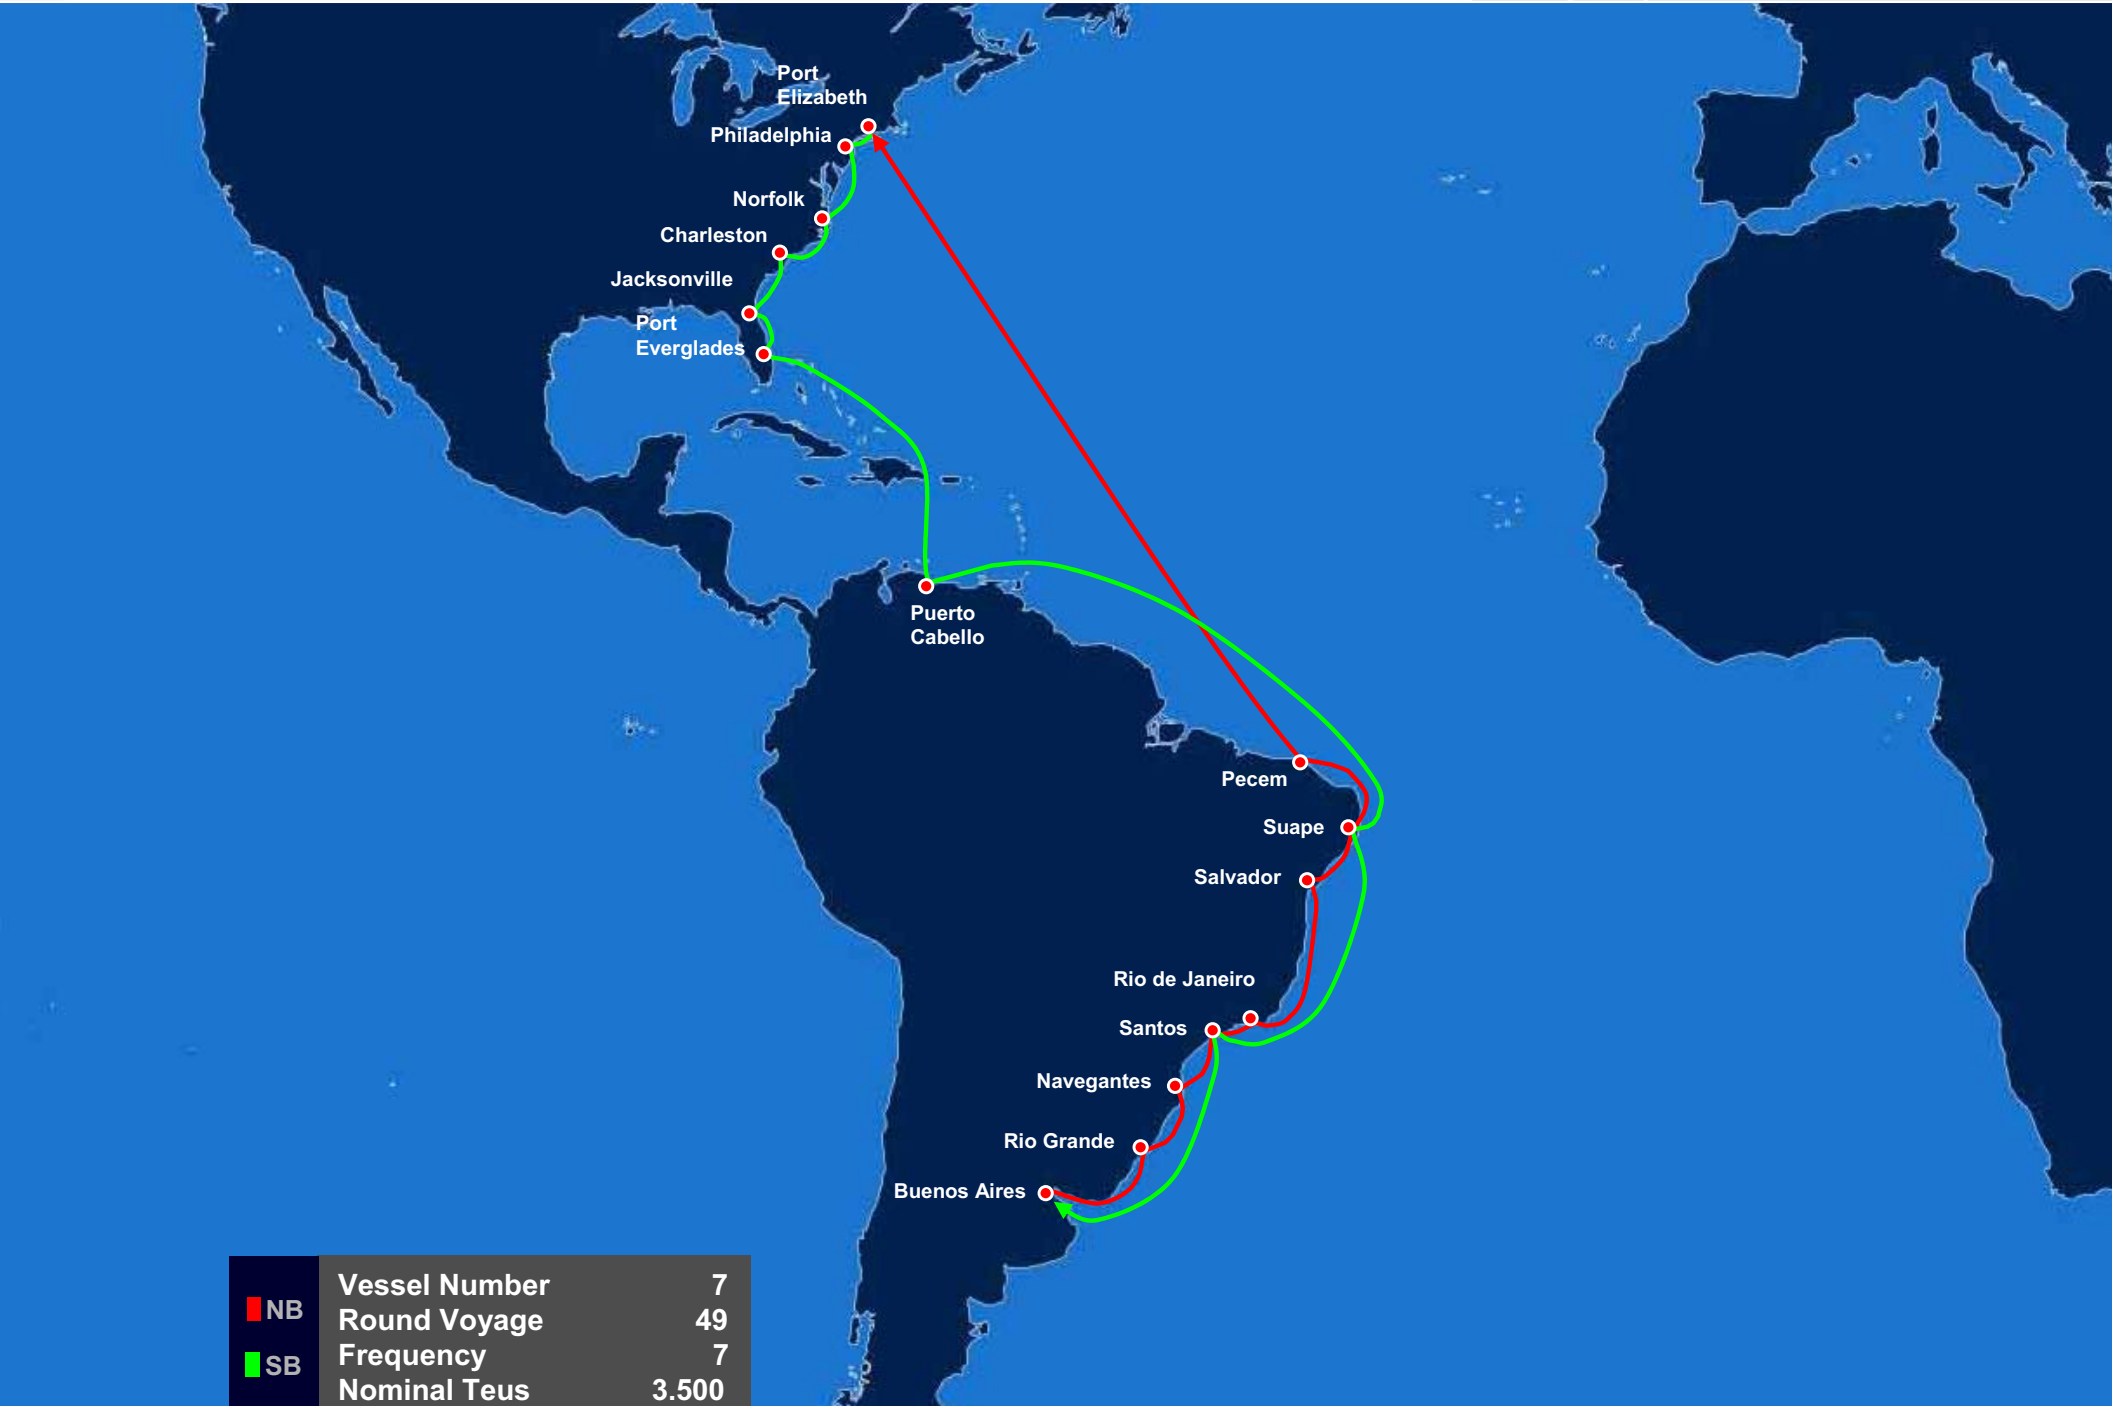 Port
Elizabeth
Philadelphia
Norfolk
Charleston
Jacksonville
Port
Everglades
Puerto
Cabello
Pecem
Suape
Salvador
Rio de Janeiro
Santos
Navegantes
Rio Grande
Buenos Aires
NB
SB
Vessel Number 7
Round Voyage 49
Frequency 7
Nominal Teus 3.500